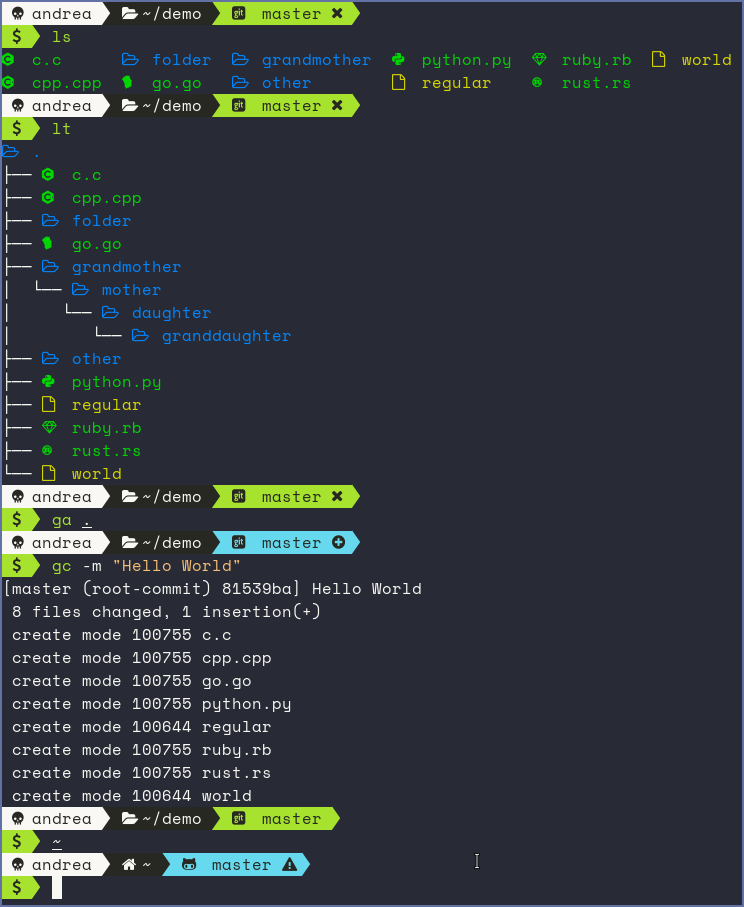 andrea ~/demo git master
$ ls
c.c folder grandmother python.py ruby.rb world
cpp.cpp go.go other regular rust.rs
andrea ~/demo git master
$ lt
.
├── c.c
├── cpp.cpp
├── folder
├── go.go
├── grandmother
│  └── mother
│     └── daughter
│        └── granddaughter
├── other
├── python.py
├── regular
├── ruby.rb
├── rust.rs
└── world
andrea ~/demo git master
$ ga .
andrea ~/demo git master
$ gc -m "Hello World"
[master (root-commit) 81539ba] Hello World
8 files changed, 1 insertion(+)
create mode 100755 c.c
create mode 100755 cpp.cpp
create mode 100755 go.go
create mode 100755 python.py
create mode 100644 regular
create mode 100755 ruby.rb
create mode 100755 rust.rs
create mode 100644 world
andrea ~/demo git master
$ ~
andrea ~ master
$